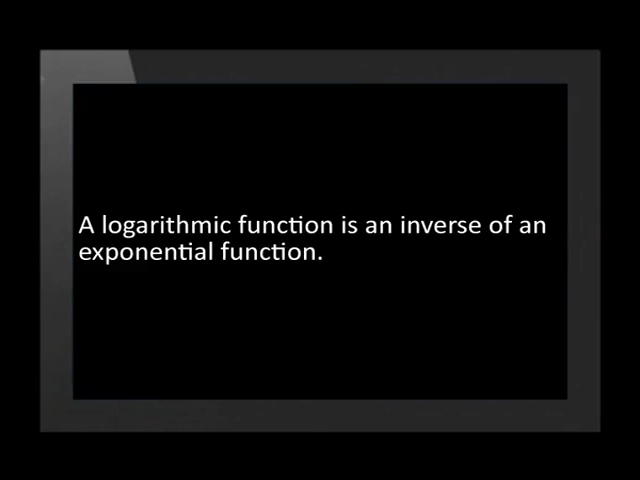 A logarithmic function is an inverse of an
exponential function.